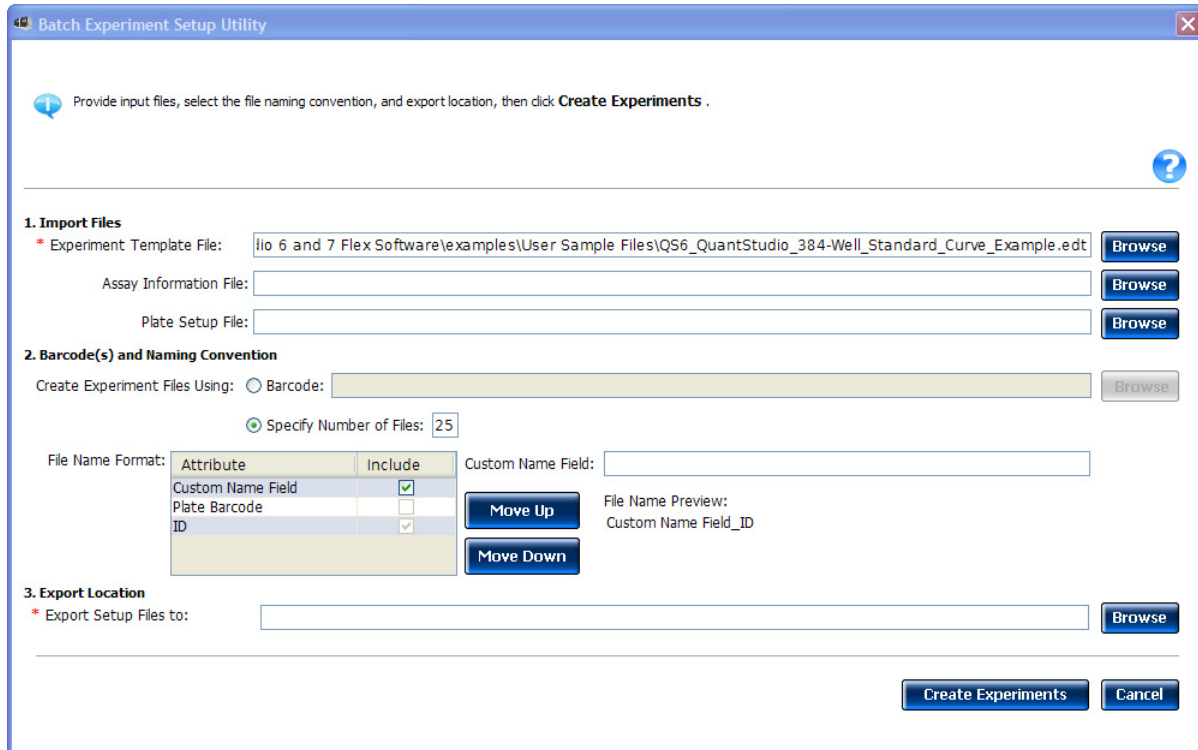 Batch Experiment Setup Utility
Provide input files, select the file naming convention, and export location, then click Create Experiments .
?
1. Import Files
* Experiment Template File: lio 6 and 7 Flex Software\examples\User Sample Files\QS6_QuantStudio_384-Well_Standard_Curve_Example.edt Browse
Assay Information File: Browse
Plate Setup File: Browse
2. Barcode(s) and Naming Convention
Create Experiment Files Using: Barcode: Browse
Specify Number of Files: 25
File Name Format: Attribute Include Custom Name Field:
Custom Name Field
Plate Barcode Move Up File Name Preview:
ID Custom Name Field_ID
Move Down
3. Export Location
* Export Setup Files to: Browse
Create Experiments Cancel